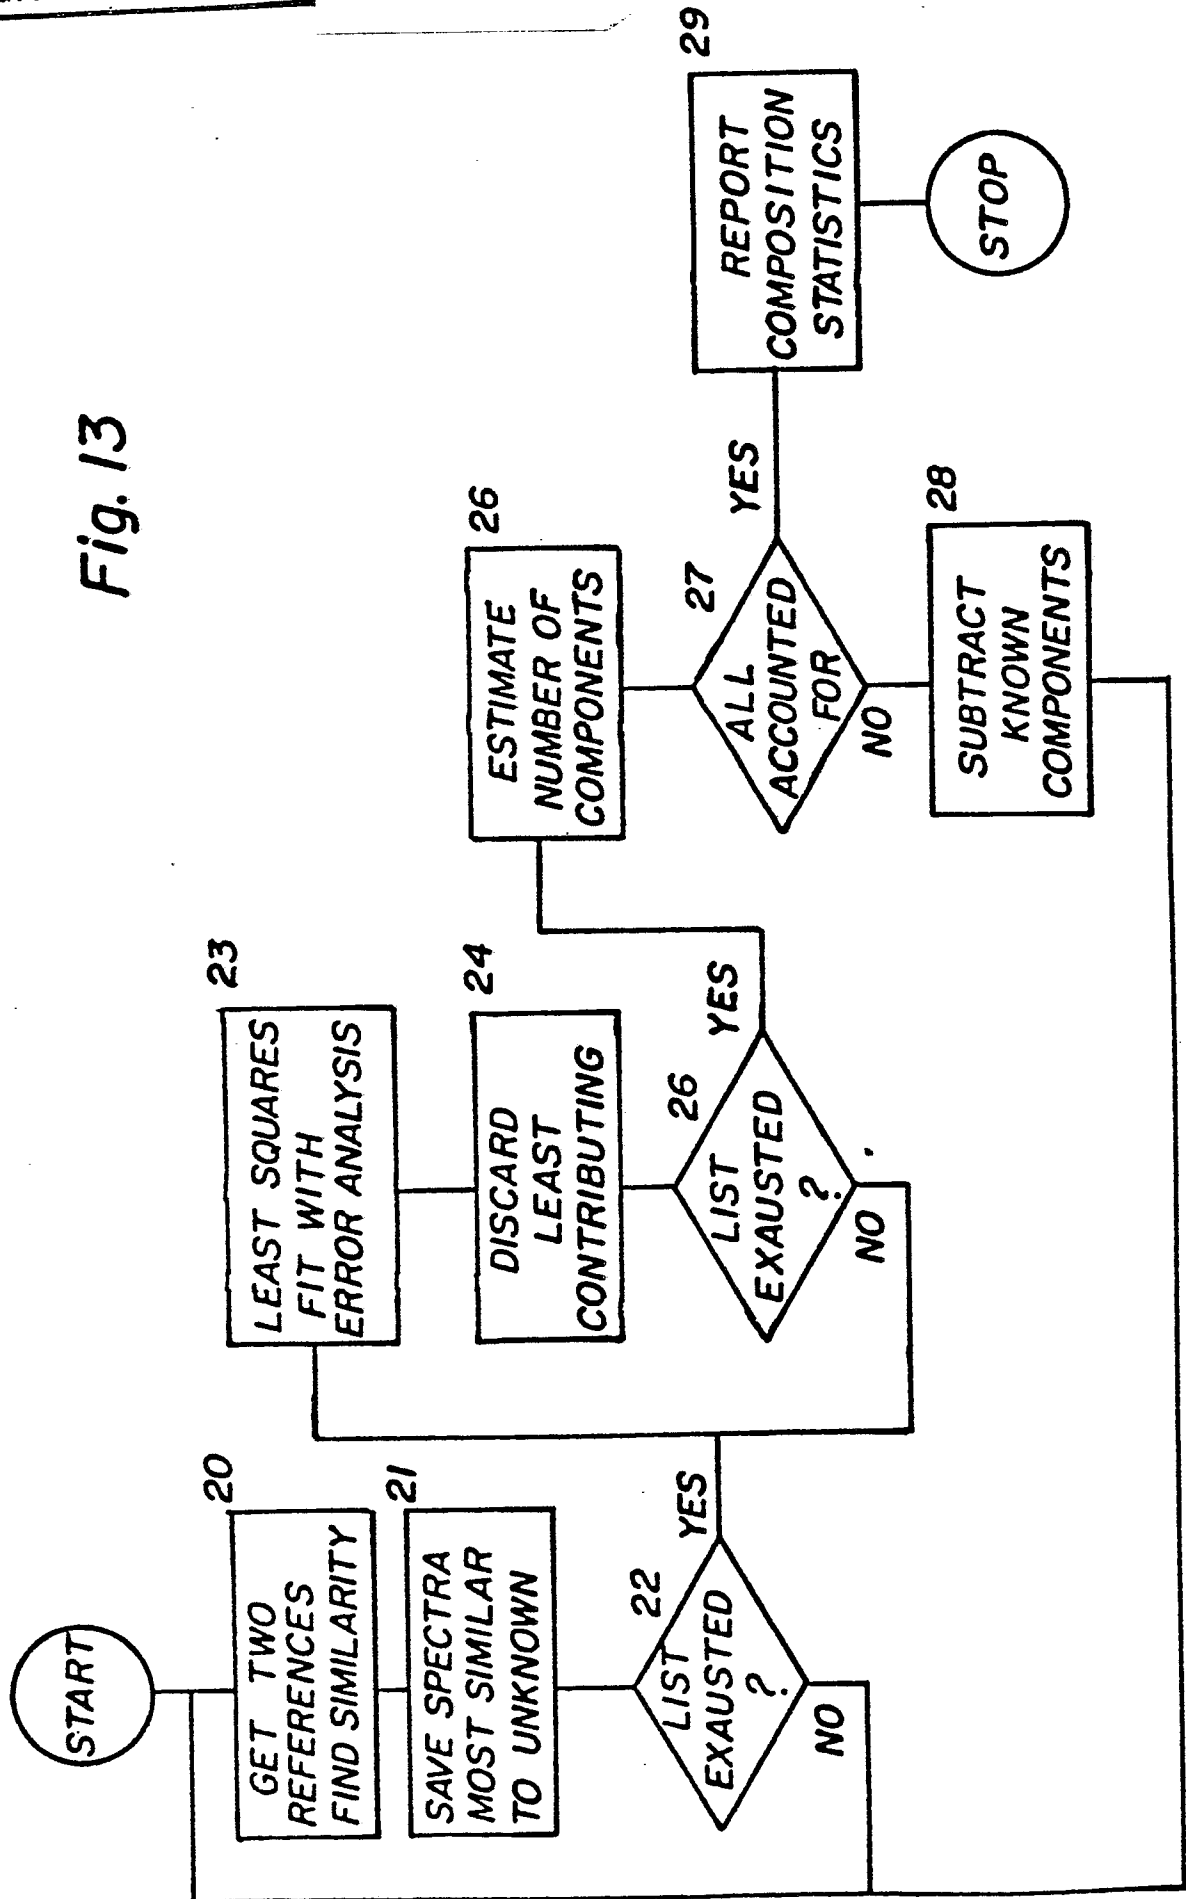 Fig. 13
START
20
GET TWO
REFERENCES
FIND SIMILARITY
21
SAVE SPECTRA
MOST SIMILAR
TO UNKNOWN
22
LIST
EXAUSTED
?
YES
NO
23
LEAST SQUARES
FIT WITH
ERROR ANALYSIS
24
DISCARD
LEAST
CONTRIBUTING
26
LIST
EXAUSTED
?
YES
NO
26
ESTIMATE
NUMBER OF
COMPONENTS
27
ALL
ACCOUNTED
FOR
YES
NO
28
SUBTRACT
KNOWN
COMPONENTS
29
REPORT
COMPOSITION
STATISTICS
STOP